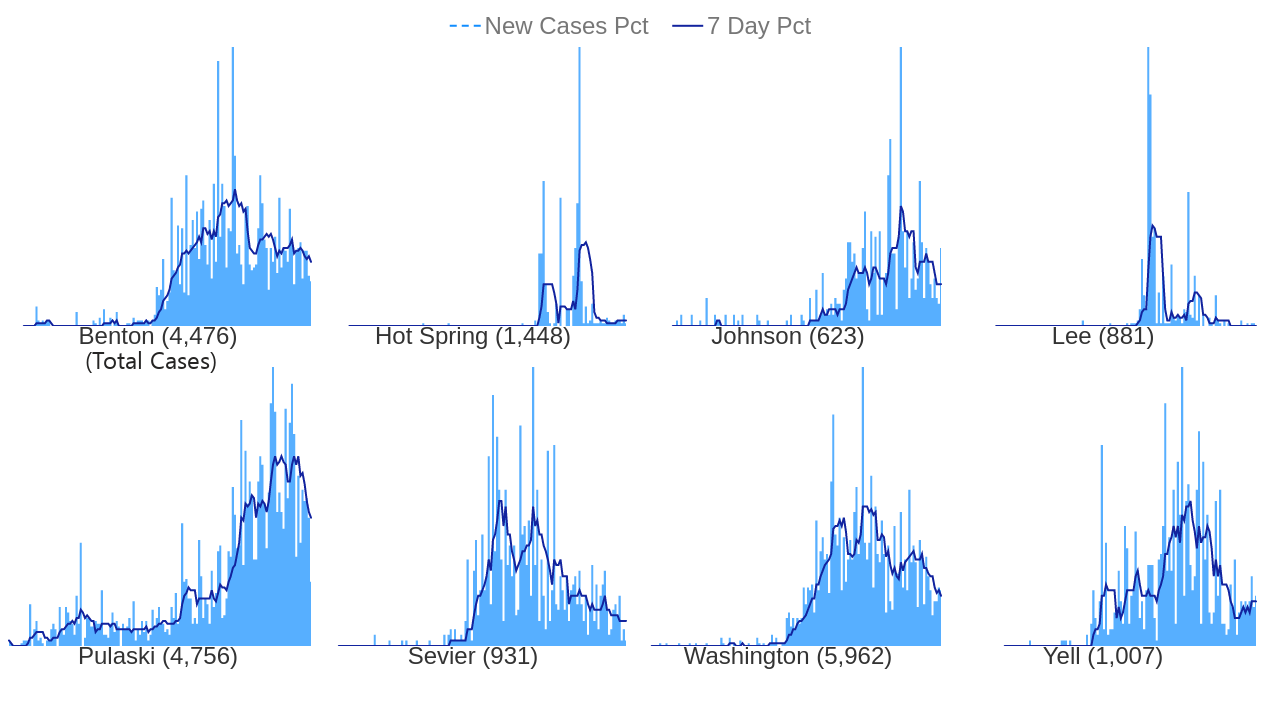 New Cases Pct 7 Day Pct
Benton (4,476) Hot Spring (1,448) Johnson (623) Lee (881)
(Total Cases)
Pulaski (4,756) Sevier (931) Washington (5,962) Yell (1,007)